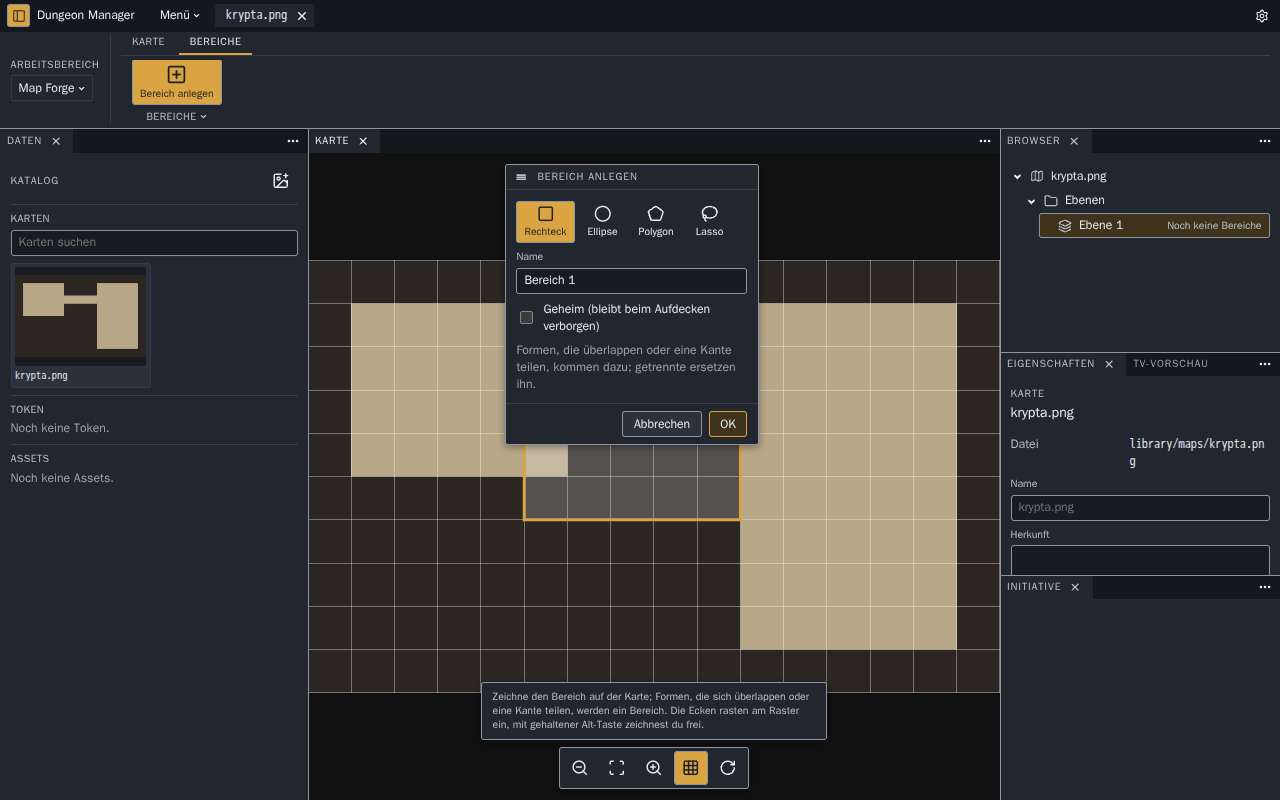 Dungeon Manager
Menü
krypta.png
ARBEITSBEREICH
Map Forge
KARTE
BEREICHE
Bereich anlegen
BEREICHE
DATEN
KATALOG
KARTEN
Karten suchen
krypta.png
TOKEN
Noch keine Token.
ASSETS
Noch keine Assets.
KARTE
BEREICH ANLEGEN
Rechteck
Ellipse
Polygon
Lasso
Name
Bereich 1
Geheim (bleibt beim Aufdecken
verborgen)
Formen, die überlappen oder eine Kante
teilen, kommen dazu; getrennte ersetzen
ihn.
Abbrechen
OK
Zeichne den Bereich auf der Karte; Formen, die sich überlappen oder
eine Kante teilen, werden ein Bereich. Die Ecken rasten am Raster
ein, mit gehaltener Alt-Taste zeichnest du frei.
BROWSER
krypta.png
Ebenen
Ebene 1
Noch keine Bereiche
EIGENSCHAFTEN
TV-VORSCHAU
KARTE
krypta.png
Datei
library/maps/krypta.pn
g
Name
krypta.png
Herkunft
INITIATIVE